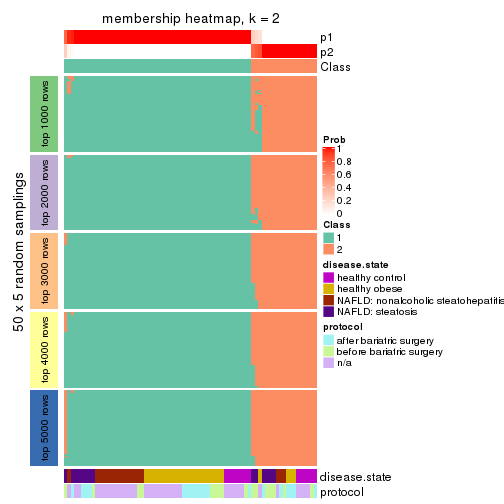 membership heatmap, k = 2
p1
p2
Class
50 x 5 random samplings
top 1000 rows
top 2000 rows
top 3000 rows
top 4000 rows
top 5000 rows
Prob
1
0.8
0.6
0.4
0.2
0
Class
1
2
disease.state
healthy control
healthy obese
NAFLD: nonalcoholic steatohepatitis
NAFLD: steatosis
protocol
after bariatric surgery
before bariatric surgery
n/a
disease.state
protocol